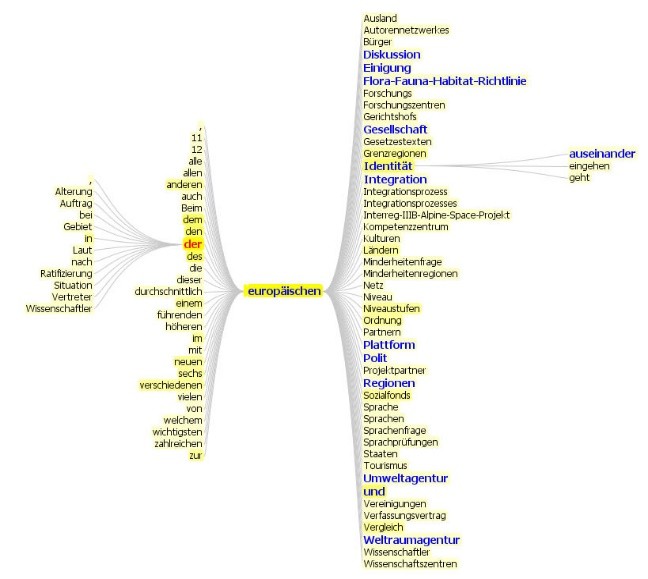 ,
Alterung
Auftrag
bei
Gebiet
in
Laut
nach
Ratifizierung
Situation
Vertreter
Wissenschaftler
,
11
12
alle
allen
anderen
auch
Beim
dem
den
der
des
die
dieser
durchschnittlich
einem
führenden
höheren
im
mit
neuen
sechs
verschiedenen
vielen
von
welchem
wichtigsten
zahlreichen
zur
europäischen
Ausland
Autorennetzwerkes
Bürger
Diskussion
Einigung
Flora-Fauna-Habitat-Richtlinie
Forschungs
Forschungszentren
Gerichtshofs
Gesellschaft
Gesetzestexten
Grenzregionen
Identität
Integration
Integrationsprozess
Integrationsprozesses
Interreg-IIIB-Alpine-Space-Projekt
Kompetenzzentrum
Kulturen
Ländern
Minderheitenfrage
Minderheitenregionen
Netz
Niveau
Niveaustufen
Ordnung
Partnern
Plattform
Polit
Projektpartner
Regionen
Sozialfonds
Sprache
Sprachen
Sprachenfrage
Sprachprüfungen
Staaten
Tourismus
Umweltagentur
und
Vereinigungen
Verfassungsvertrag
Vergleich
Weltraumagentur
Wissenschaftler
Wissenschaftszentren
auseinander
eingehen
geht